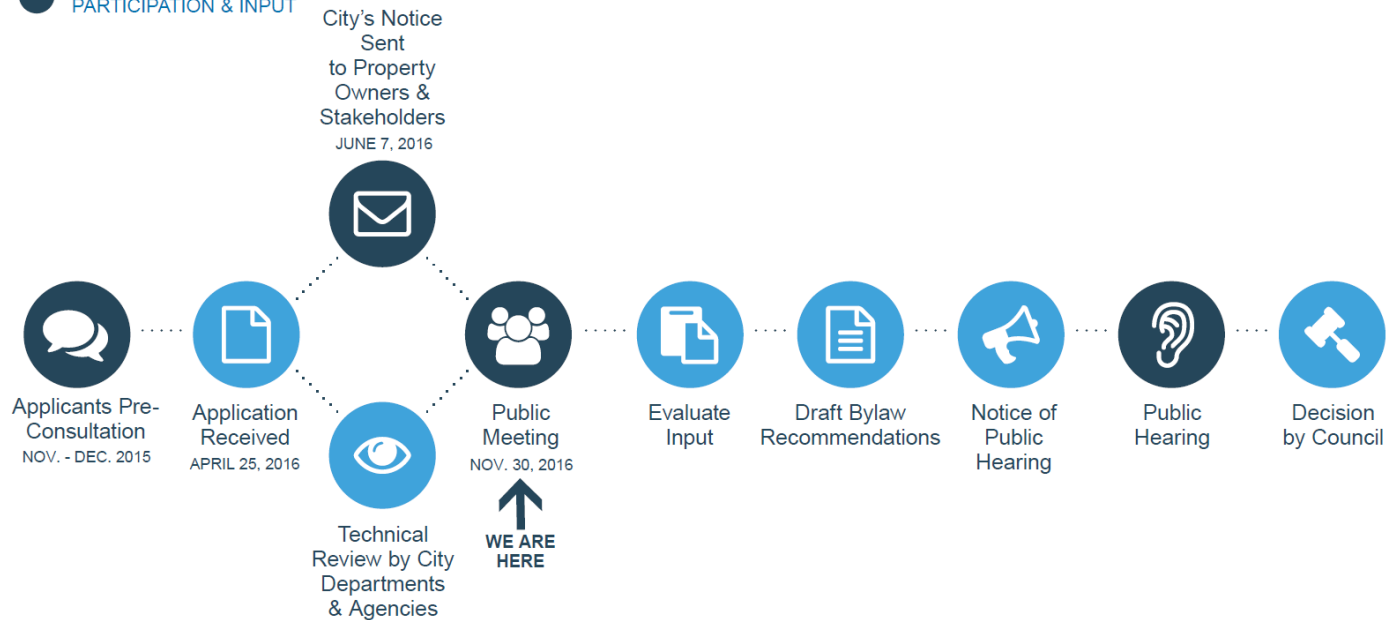 PARTICIPATION & INPUT
City's Notice
Sent
to Property
Owners &
Stakeholders
JUNE 7, 2016
Applicants Pre-
Consultation
NOV. - DEC. 2015
Application
Received
APRIL 25, 2016
Technical
Review by City
Departments
& Agencies
Public
Meeting
NOV. 30, 2016
WE ARE
HERE
Evaluate
Input
Draft Bylaw
Recommendations
Notice of
Public
Hearing
Public
Hearing
Decision
by Council